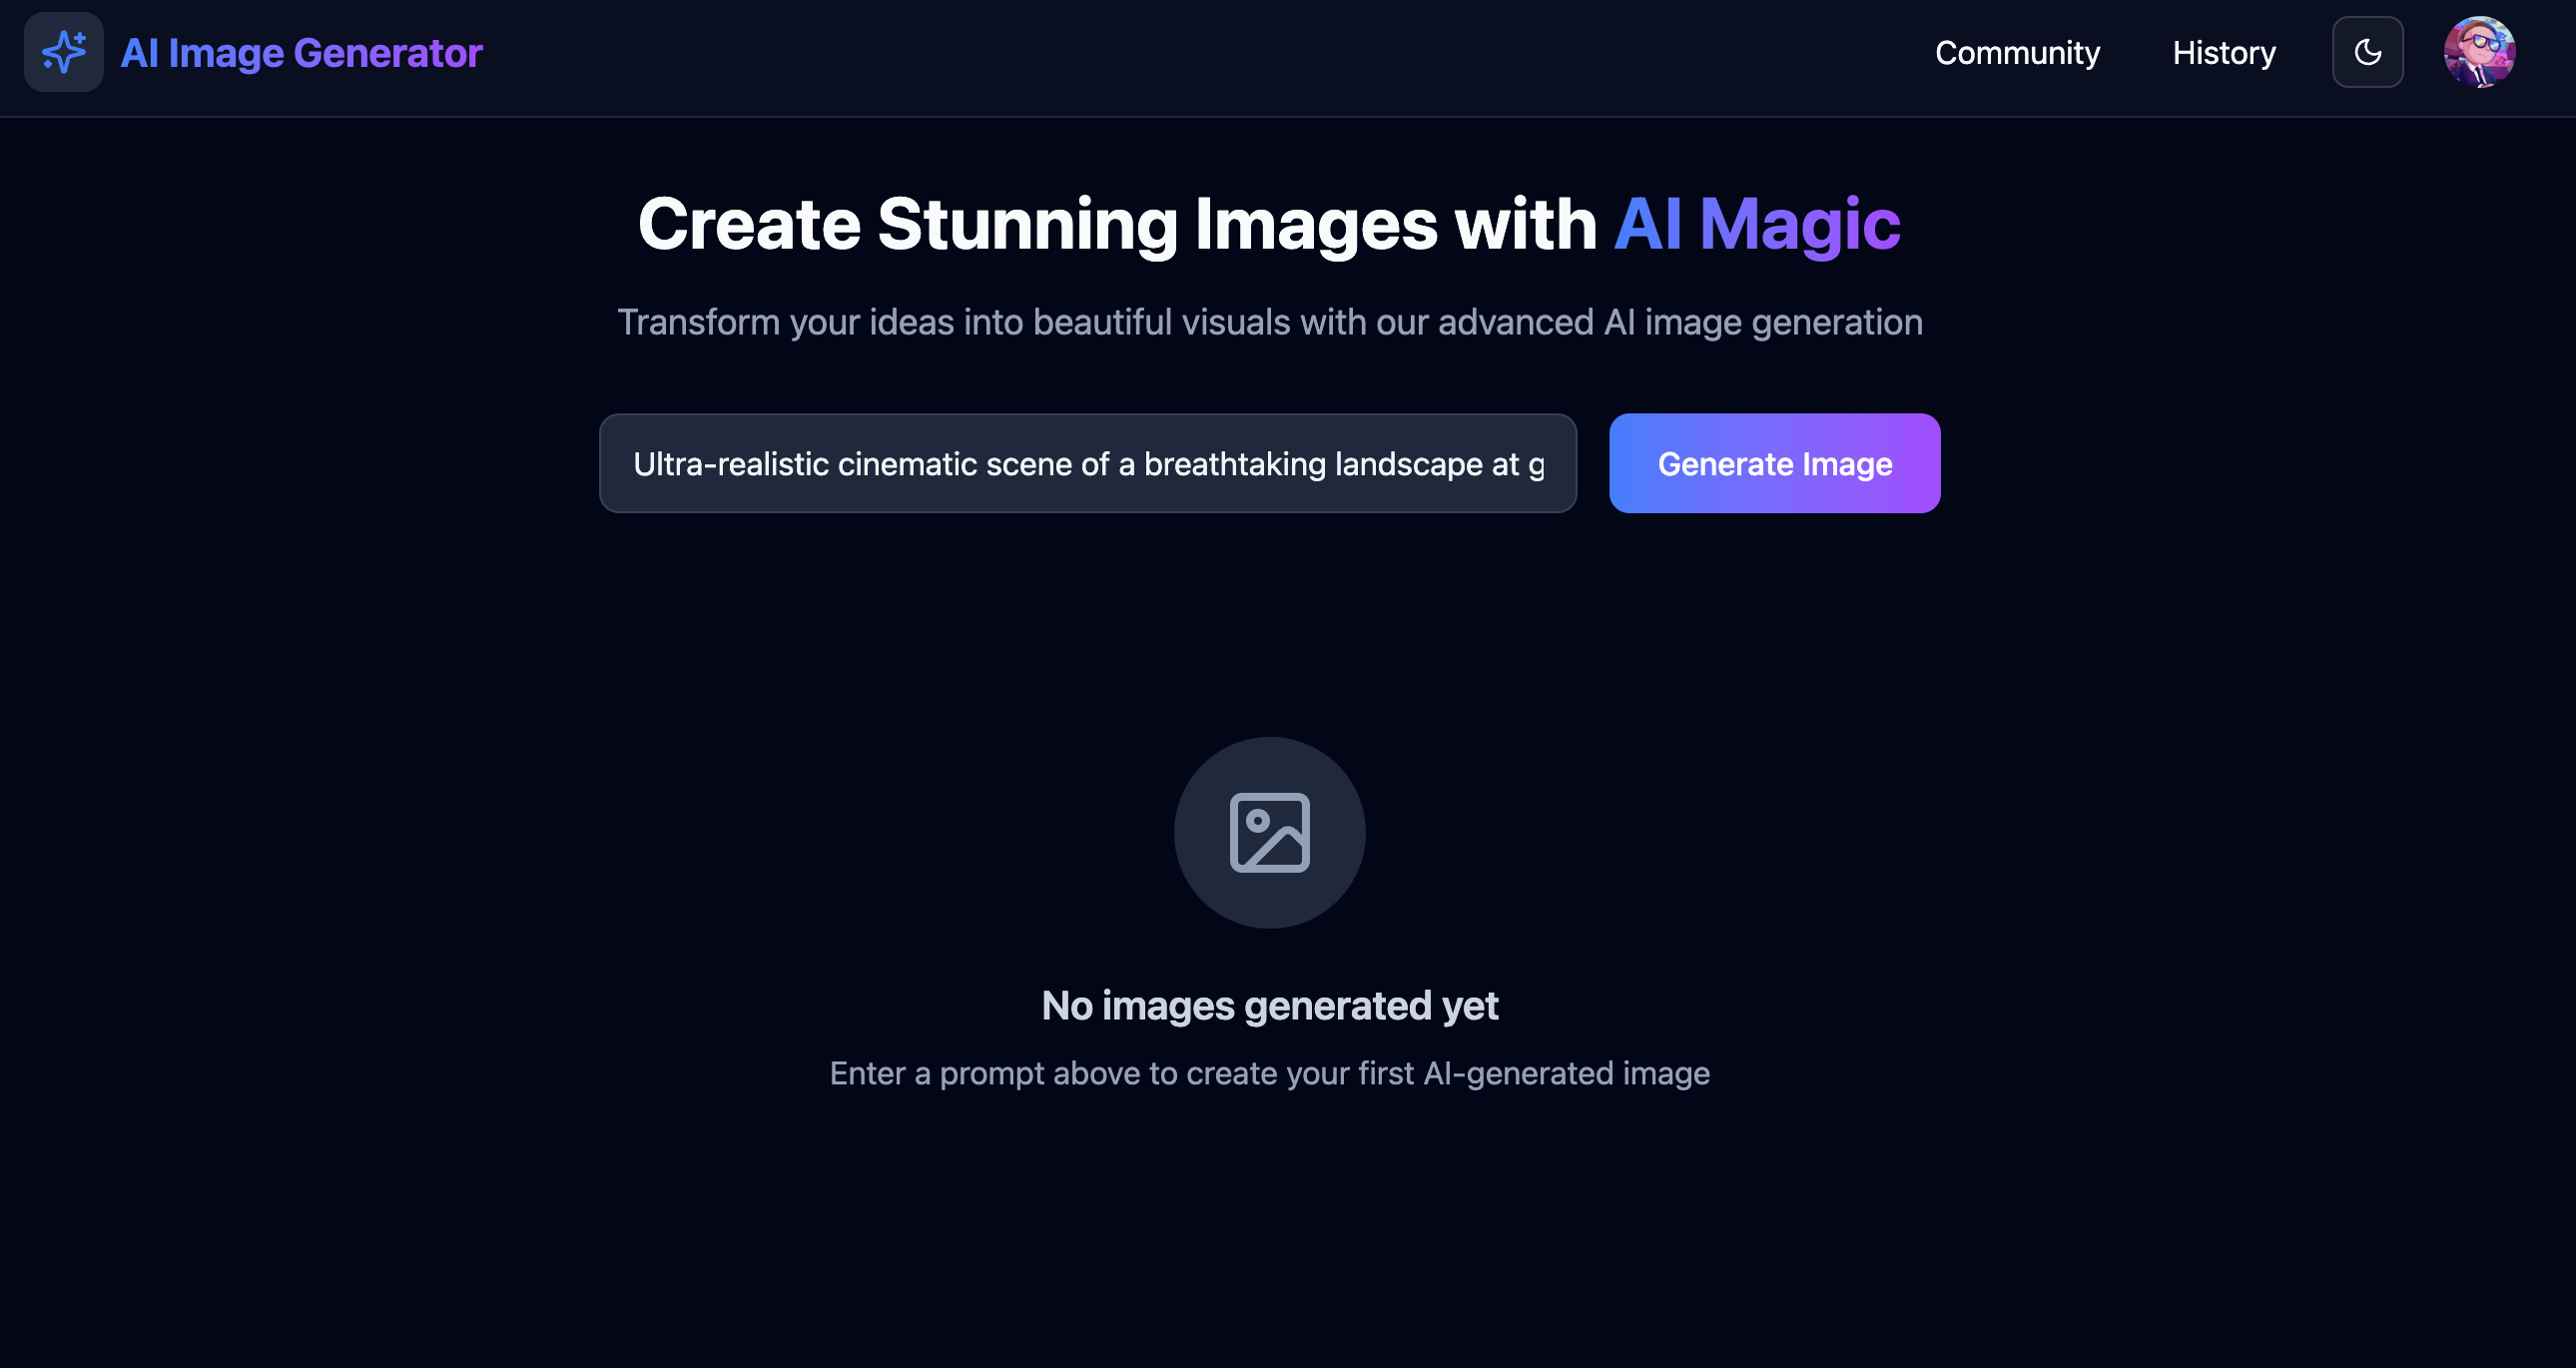 AI Image Generator
Community
History
Create Stunning Images with AI Magic
Transform your ideas into beautiful visuals with our advanced AI image generation
Ultra-realistic cinematic scene of a breathtaking landscape at g
Generate Image
No images generated yet
Enter a prompt above to create your first AI-generated image